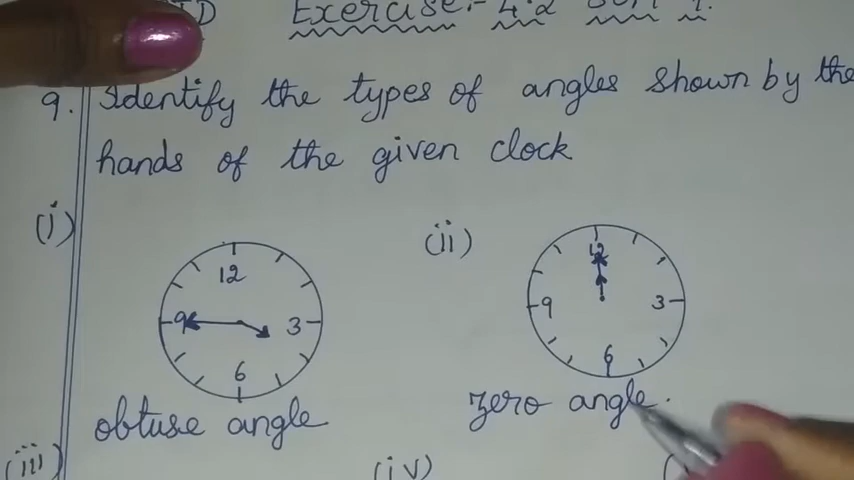 Exercise:- 4.2
9. Identify the types of angles shown by the
hands of the given clock
(i)
(ii)
12
9
3
6
12
9
3
6
obtuse angle
zero angle.
(iii)
(iv)